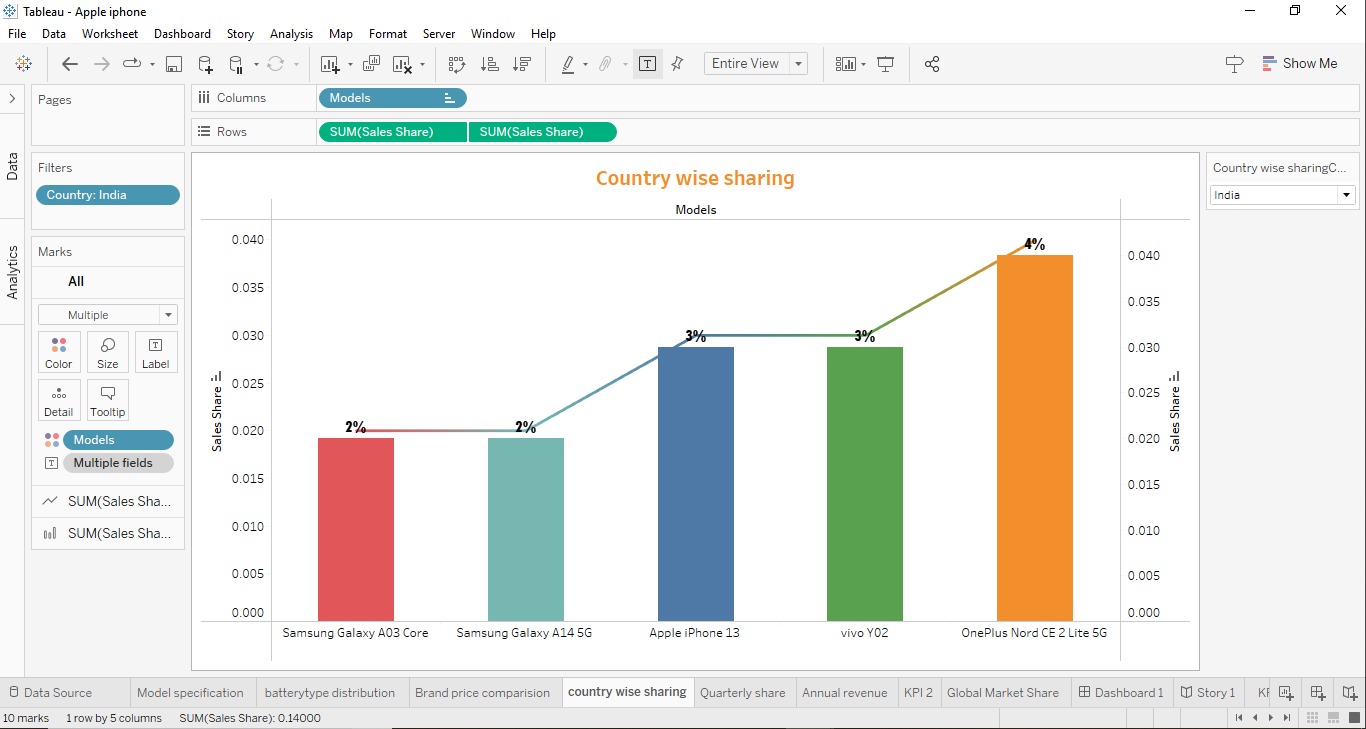 Tableau - Apple iphone
File Data Worksheet Dashboard Story Analysis Map Format Server Window Help
Entire View
Show Me
Pages
Columns
Models
Rows
SUM(Sales Share) SUM(Sales Share)
Data
Analytics
Filters
Country: India
Marks
All
Multiple
Color Size Label
Detail Tooltip
Models
Multiple fields
SUM(Sales Sha...
SUM(Sales Sha...
Country wise sharing
Models
Sales Share
0.040
0.035
0.030
0.025
0.020
0.015
0.010
0.005
0.000
2% 2% 3% 3% 4%
0.040
0.035
0.030
0.025
0.020
0.015
0.010
0.005
0.000
Sales Share
Samsung Galaxy A03 Core Samsung Galaxy A14 5G Apple iPhone 13 vivo Y02 OnePlus Nord CE 2 Lite 5G
Country wise sharingC...
India
Data Source Model specification batterytype distribution Brand price comparision country wise sharing Quarterly share Annual revenue KPI 2 Global Market Share Dashboard 1 Story 1
10 marks 1 row by 5 columns SUM(Sales Share): 0.14000